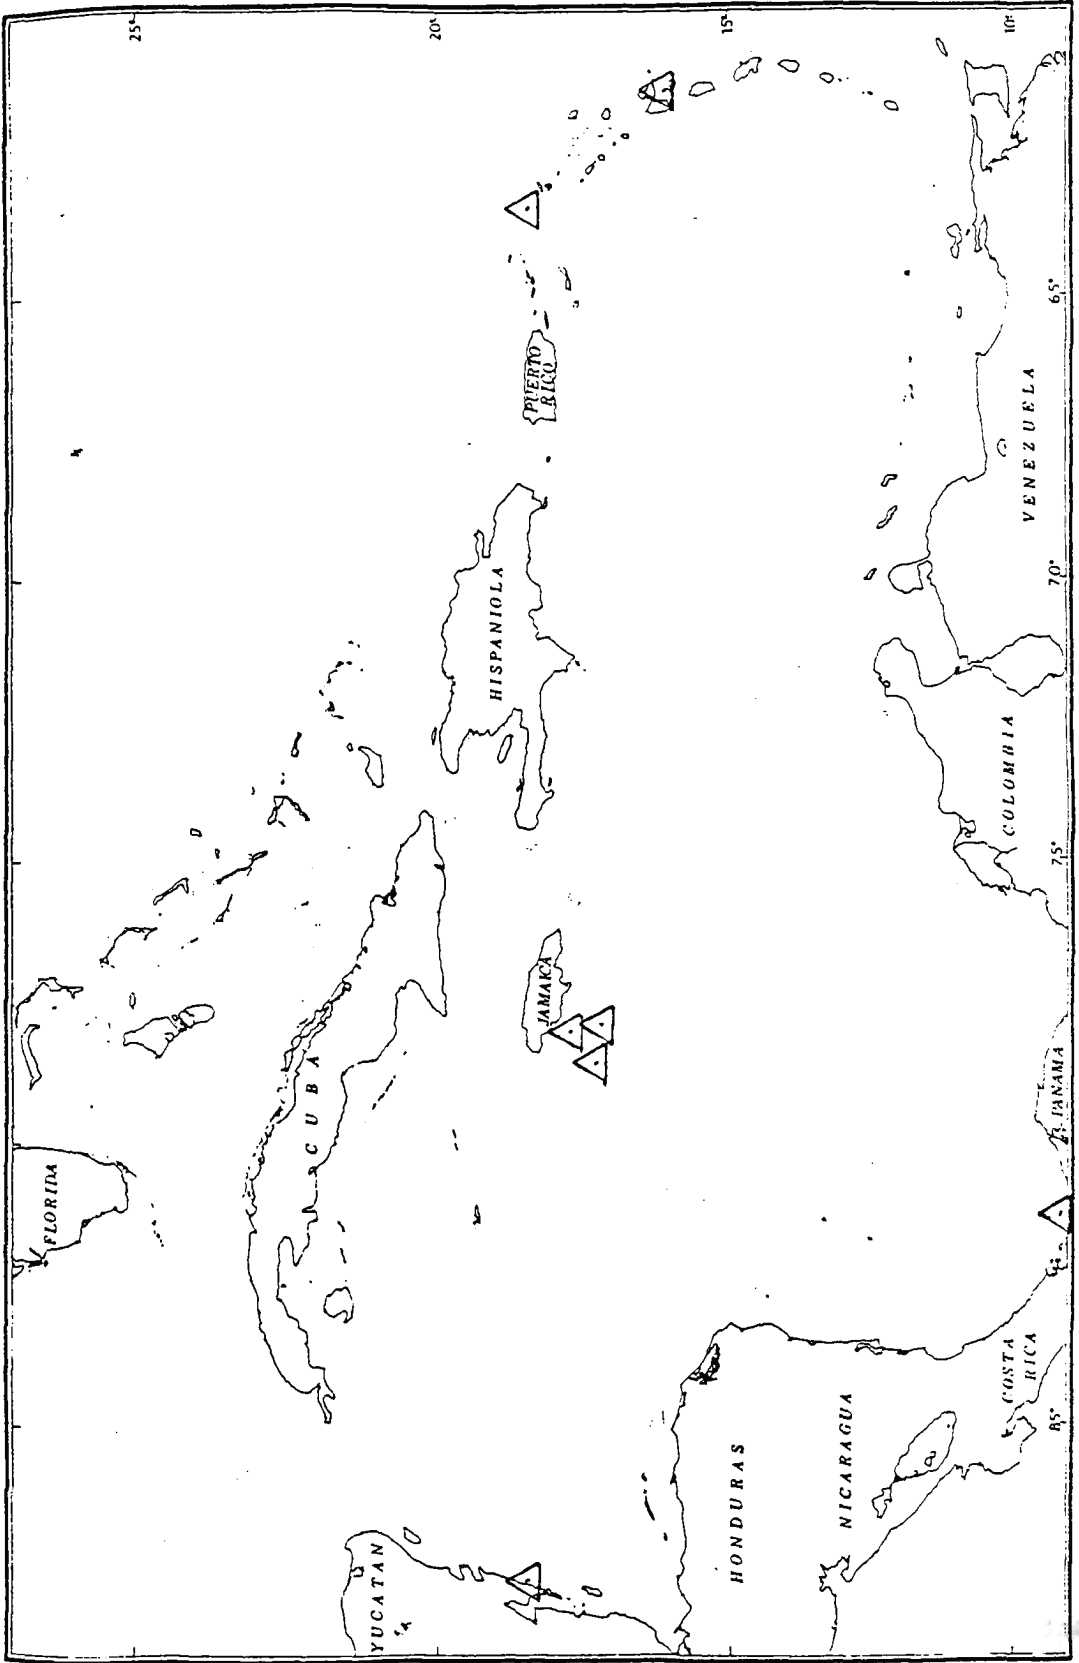 25°
20°
15°
10°
FLORIDA
CUBA
YUCATAN
JAMAICA
HISPANIOLA
PUERTO
RICO
HONDURAS
NICARAGUA
COSTA
RICA
PANAMA
COLOMBIA
VENEZUELA
85°
75°
70°
65°